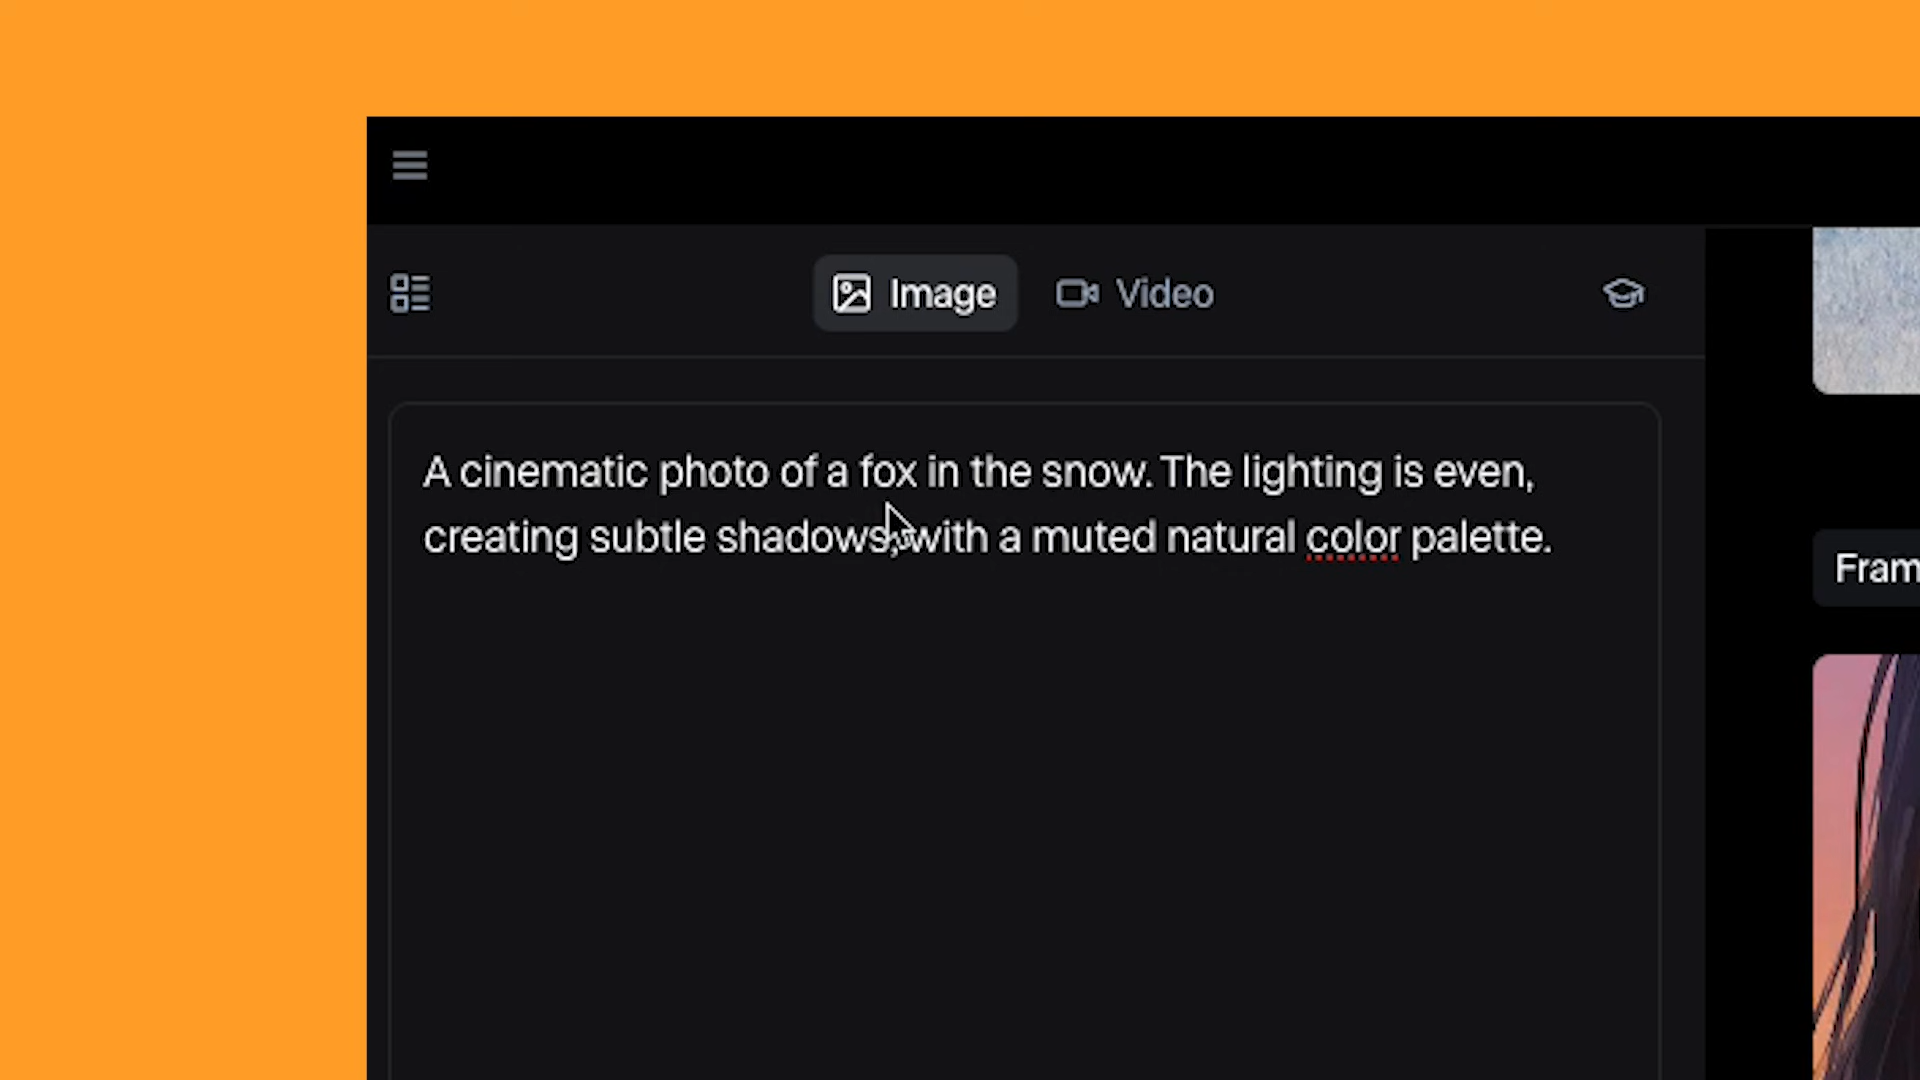 Image
Video
A cinematic photo of a fox in the snow. The lighting is even,
creating subtle shadows, with a muted natural color palette.
Fram